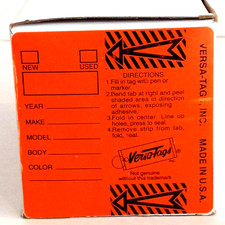 NEW
USED
YEAR
MAKE
MODEL
BODY
COLOR
DIRECTIONS
1. Fill in tag with pen or
marker.
2. Bend tab at right and peel
shaded area in direction
of arrows, exposing
adhesive.
3. Fold in center. Line up
holes, press to seal.
4. Remove strip from tab,
fold, seal.
Versa-Tags
Not genuine
without this trademark
VERSA-TAG, INC. MADE IN U.S.A.